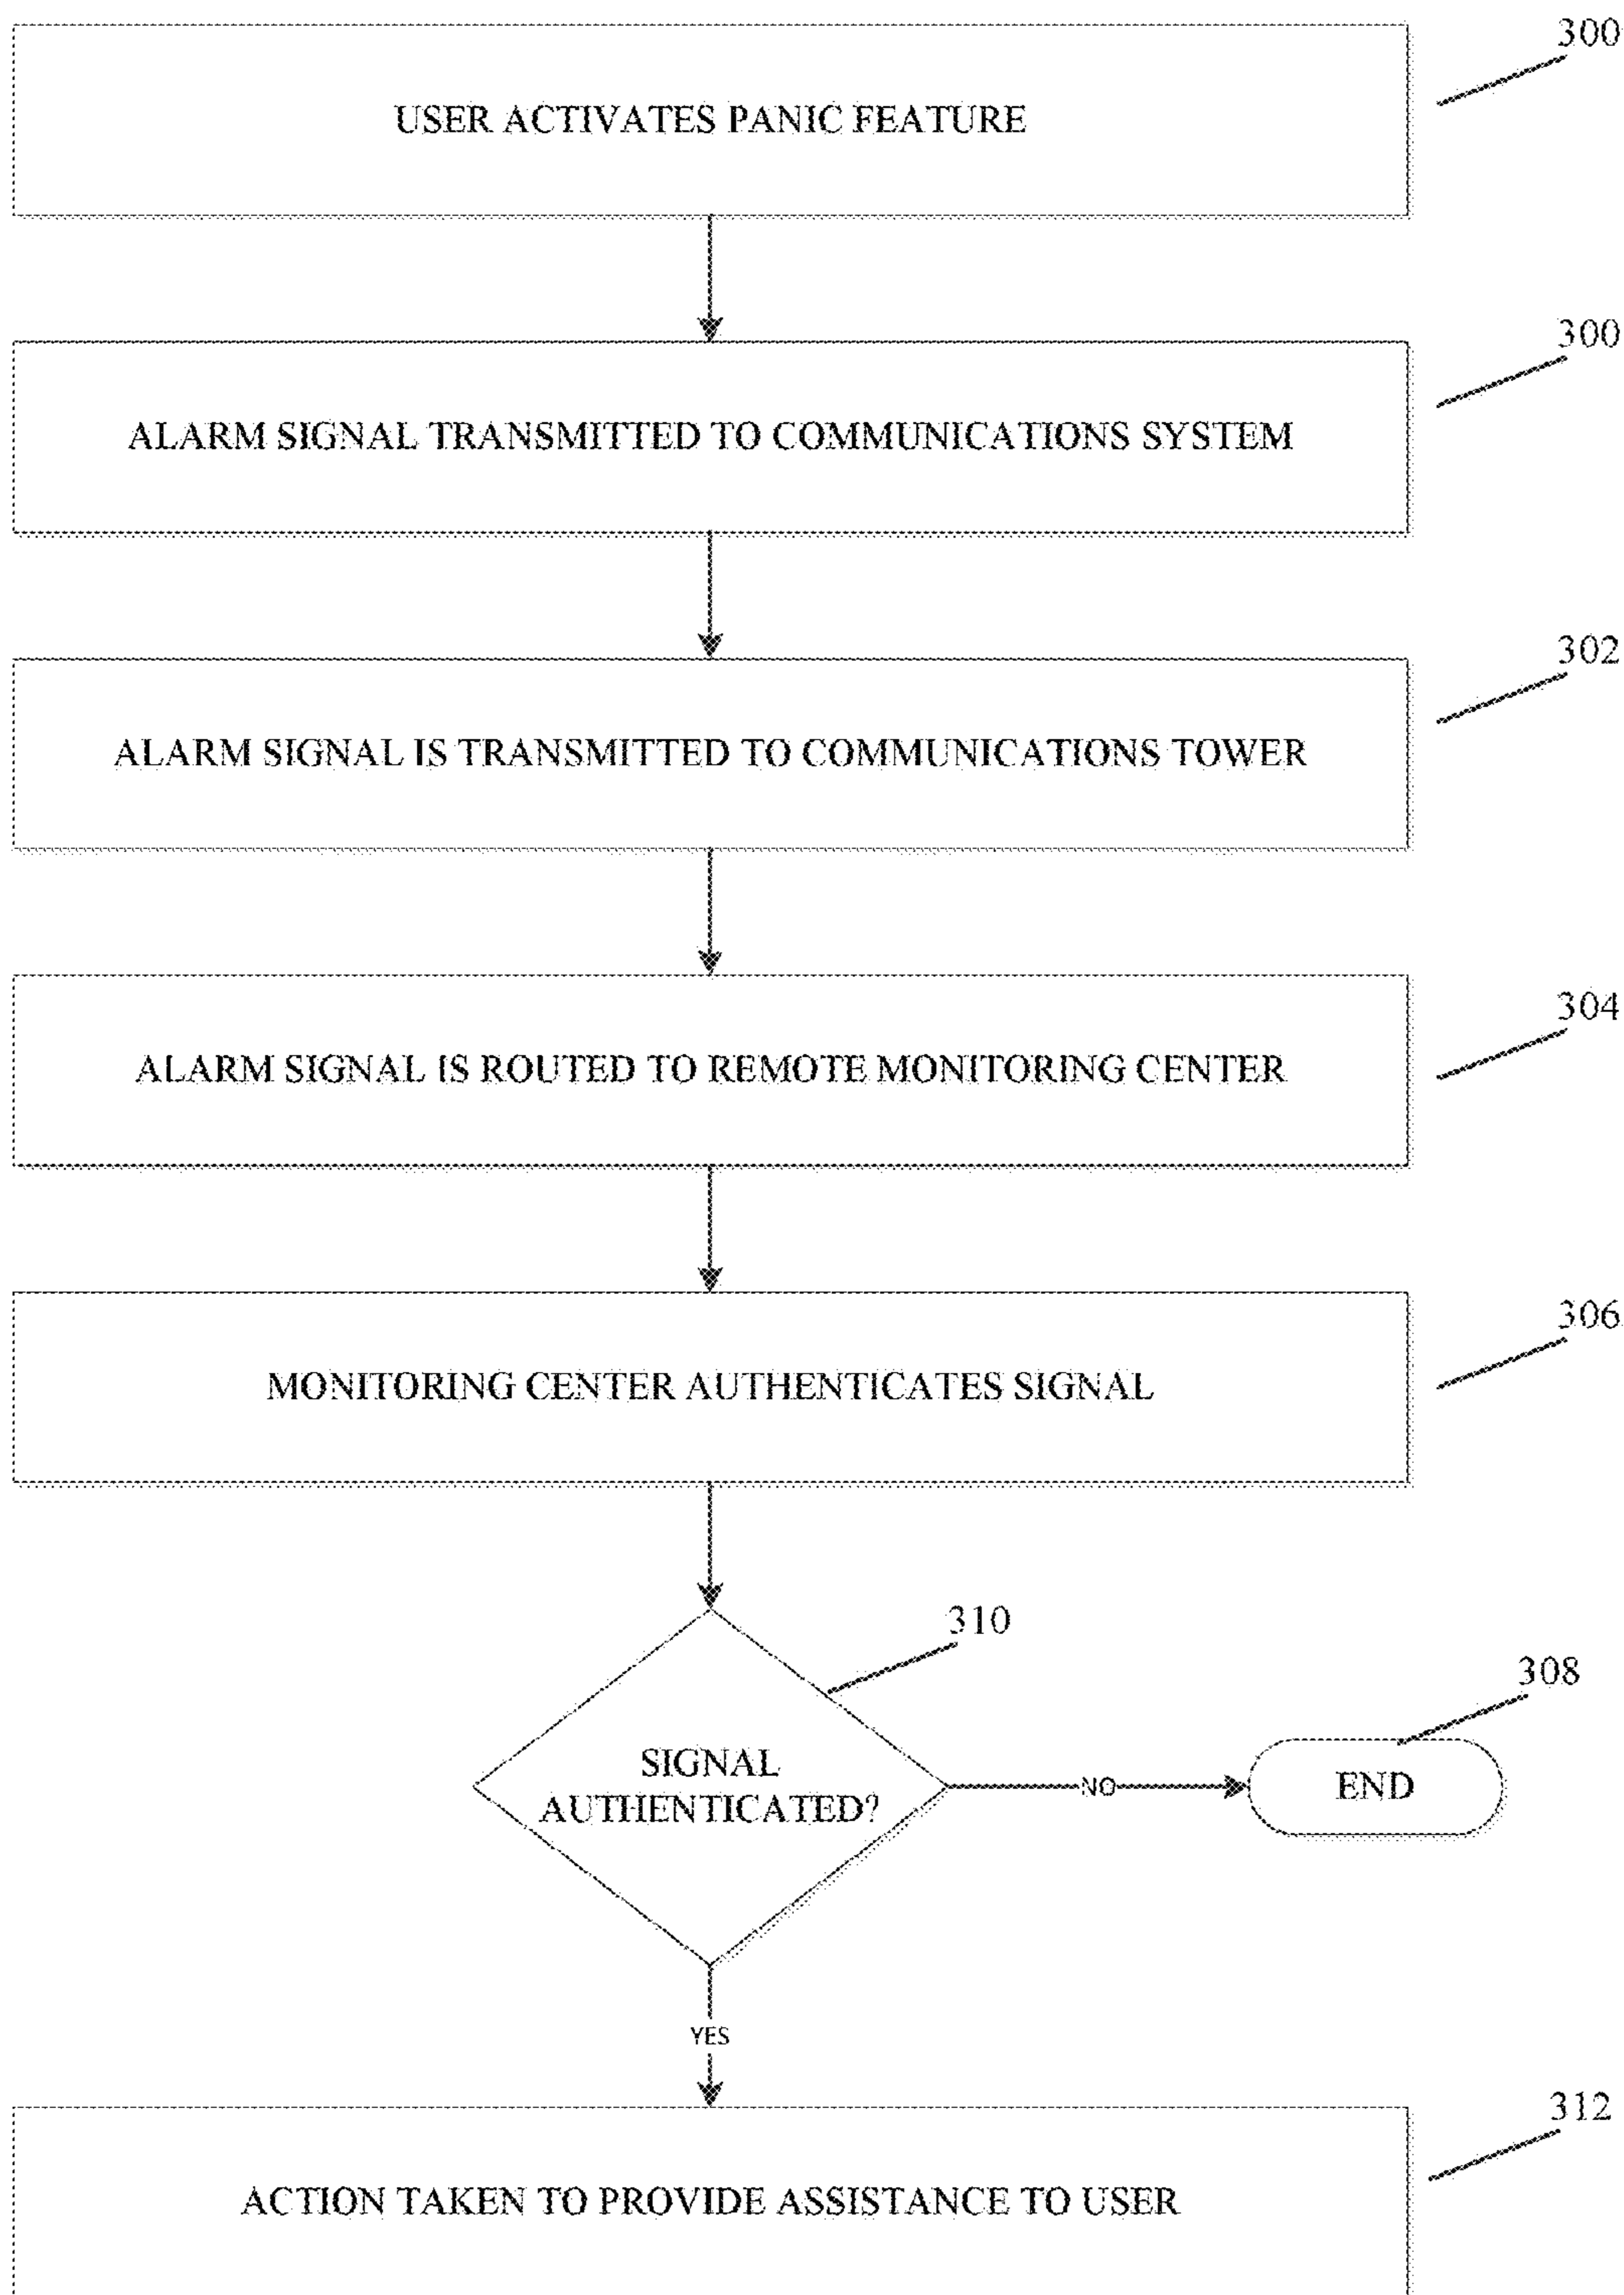 300
USER ACTIVATES PANIC FEATURE
300
ALARM SIGNAL TRANSMITTED TO COMMUNICATIONS SYSTEM
302
ALARM SIGNAL IS TRANSMITTED TO COMMUNICATIONS TOWER
304
ALARM SIGNAL IS ROUTED TO REMOTE MONITORING CENTER
306
MONITORING CENTER AUTHENTICATES SIGNAL
310
308
SIGNAL
AUTHENTICATED?
NO
END
YES
312
ACTION TAKEN TO PROVIDE ASSISTANCE TO USER